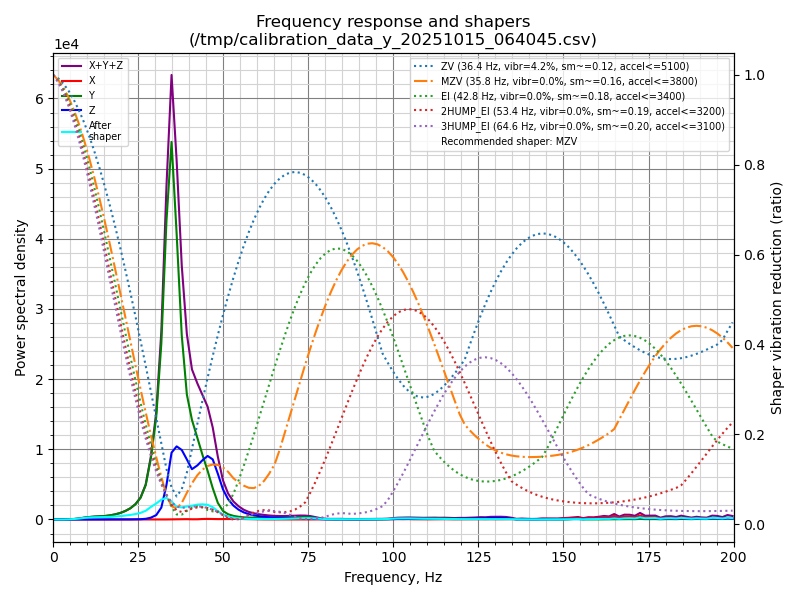 Frequency response and shapers
(/tmp/calibration_data_y_20251015_064045.csv)
1e4
X+Y+Z
X
Y
Z
After
shaper
ZV (36.4 Hz, vibr=4.2%, sm~=0.12, accel<=5100)
MZV (35.8 Hz, vibr=0.0%, sm~=0.16, accel<=3800)
EI (42.8 Hz, vibr=0.0%, sm~=0.18, accel<=3400)
2HUMP_EI (53.4 Hz, vibr=0.0%, sm~=0.19, accel<=3200)
3HUMP_EI (64.6 Hz, vibr=0.0%, sm~=0.20, accel<=3100)
Recommended shaper: MZV
Power spectral density
6
5
4
3
2
1
0
1.0
0.8
0.6
0.4
0.2
0.0
Shaper vibration reduction (ratio)
0 25 50 75 100 125 150 175 200
Frequency, Hz